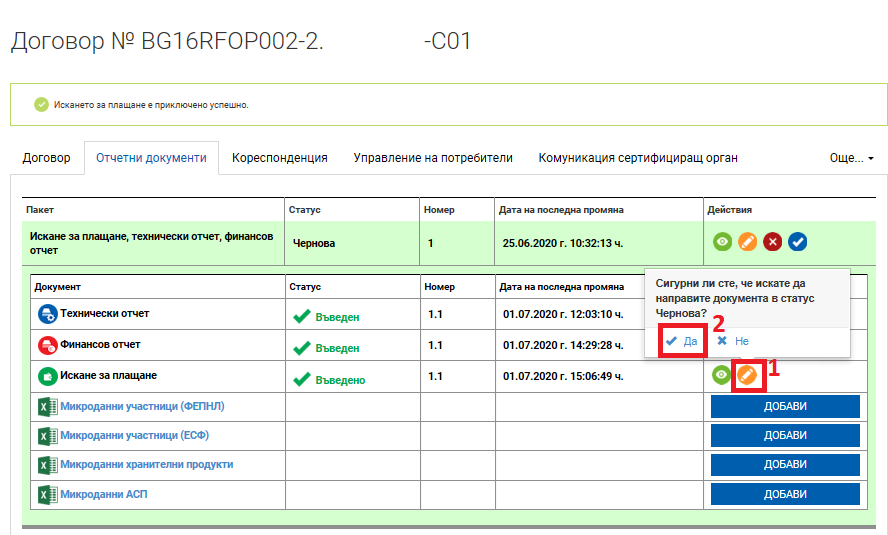 Договор № BG16RFOP002-2. -C01
Искането за плащане е приключено успешно.
Договор Отчетни документи Кореспонденция Управление на потребители Комуникация сертифициращ орган Още...
Пакет Статус Номер Дата на последна промяна Действия
Искане за плащане, технически отчет, финансов
отчет
Чернова 1 25.06.2020 г. 10:32:13 ч.
Документ Статус Номер Дата на последна промяна
Сигурни ли сте, че искате да
направите документа в статус
Чернова?
2
Да Не
Технически отчет Въведен 1.1 01.07.2020 г. 12:03:10 ч.
Финансов отчет Въведен 1.1 01.07.2020 г. 14:29:28 ч.
Искане за плащане Въведено 1.1 01.07.2020 г. 15:06:49 ч. 1
Микроданни участници (ФЕПНЛ) ДОБАВИ
Микроданни участници (ЕСФ) ДОБАВИ
Микроданни хранителни продукти ДОБАВИ
Микроданни АСП ДОБАВИ